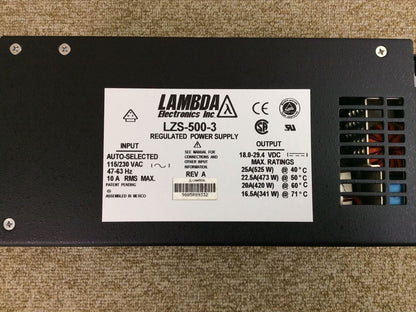 LAMBDA
Electronics Inc
LZS-500-3
REGULATED POWER SUPPLY
INPUT
AUTO-SELECTED
115/230 VAC
47-63 Hz
10 A RMS MAX.
PATENT PENDING
ASSEMBLED IN MEXICO
SEE MANUAL FOR
CONNECTIONS AND
OTHER INPUT
INFORMATION
REV A
9605R09332
OUTPUT
18.0-29.4 VDC
MAX. RATINGS
25A(525 W) @ 40°C
22.5A(473 W) @ 50°C
20A(420 W) @ 60°C
16.5A(341 W) @ 71°C